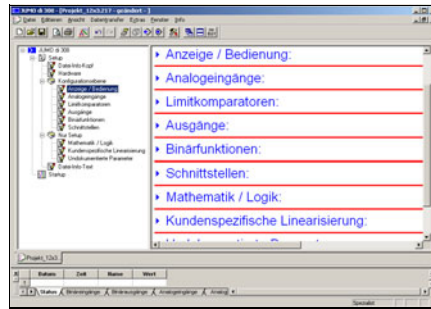 JUMO di 308 - [Projekt_12x3.217 - geändert - ]
Datei Editieren Ansicht Datentransfer Extras Fenster Info
JUMO di 308
Setup
Datei-Info-Kopf
Hardware
Konfigurationsebene
Anzeige / Bedienung
Analogeingänge
Limitkomparatoren
Ausgänge
Binärfunktionen
Schnittstellen
Nur Setup
Mathematik / Logik
Kundenspezifische Linearisierung
Undokumentierte Parameter
Datei-Info-Text
Startup
Anzeige / Bedienung:
Analogeingänge:
Limitkomparatoren:
Ausgänge:
Binärfunktionen:
Schnittstellen:
Mathematik / Logik:
Kundenspezifische Linearisierung:
Projekt_12x3.
Datum Zeit Name Wert
1
Status Binäreingänge Binärausgänge Analogeingänge Analog
Spezialist